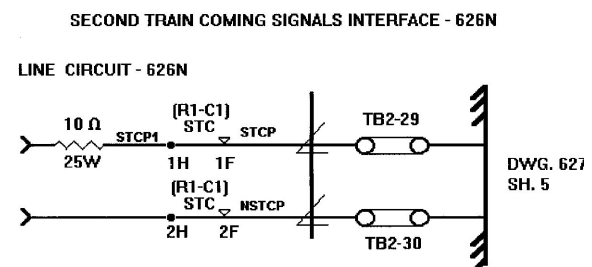 SECOND TRAIN COMING SIGNALS INTERFACE - 626N
LINE CIRCUIT - 626N
10 Ω
25W
STCP1
(R1-C1)
STC
STCP
1H
1F
TB2-29
(R1-C1)
STC
NSTCP
2H
2F
TB2-30
DWG. 627
SH. 5